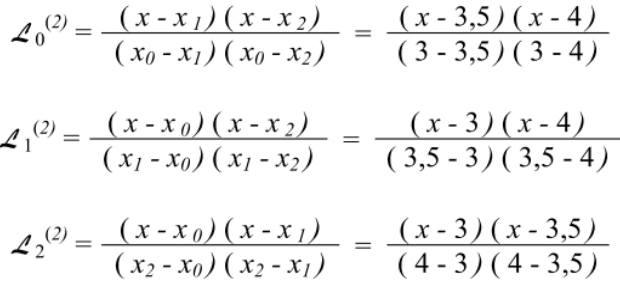 ℒ₀⁽²⁾ = ( x - x₁ ) ( x - x₂ ) / ( x₀ - x₁ ) ( x₀ - x₂ ) = ( x - 3,5 ) ( x - 4 ) / ( 3 - 3,5 ) ( 3 - 4 )
ℒ₁⁽²⁾ = ( x - x₀ ) ( x - x₂ ) / ( x₁ - x₀ ) ( x₁ - x₂ ) = ( x - 3 ) ( x - 4 ) / ( 3,5 - 3 ) ( 3,5 - 4 )
ℒ₂⁽²⁾ = ( x - x₀ ) ( x - x₁ ) / ( x₂ - x₀ ) ( x₂ - x₁ ) = ( x - 3 ) ( x - 3,5 ) / ( 4 - 3 ) ( 4 - 3,5 )